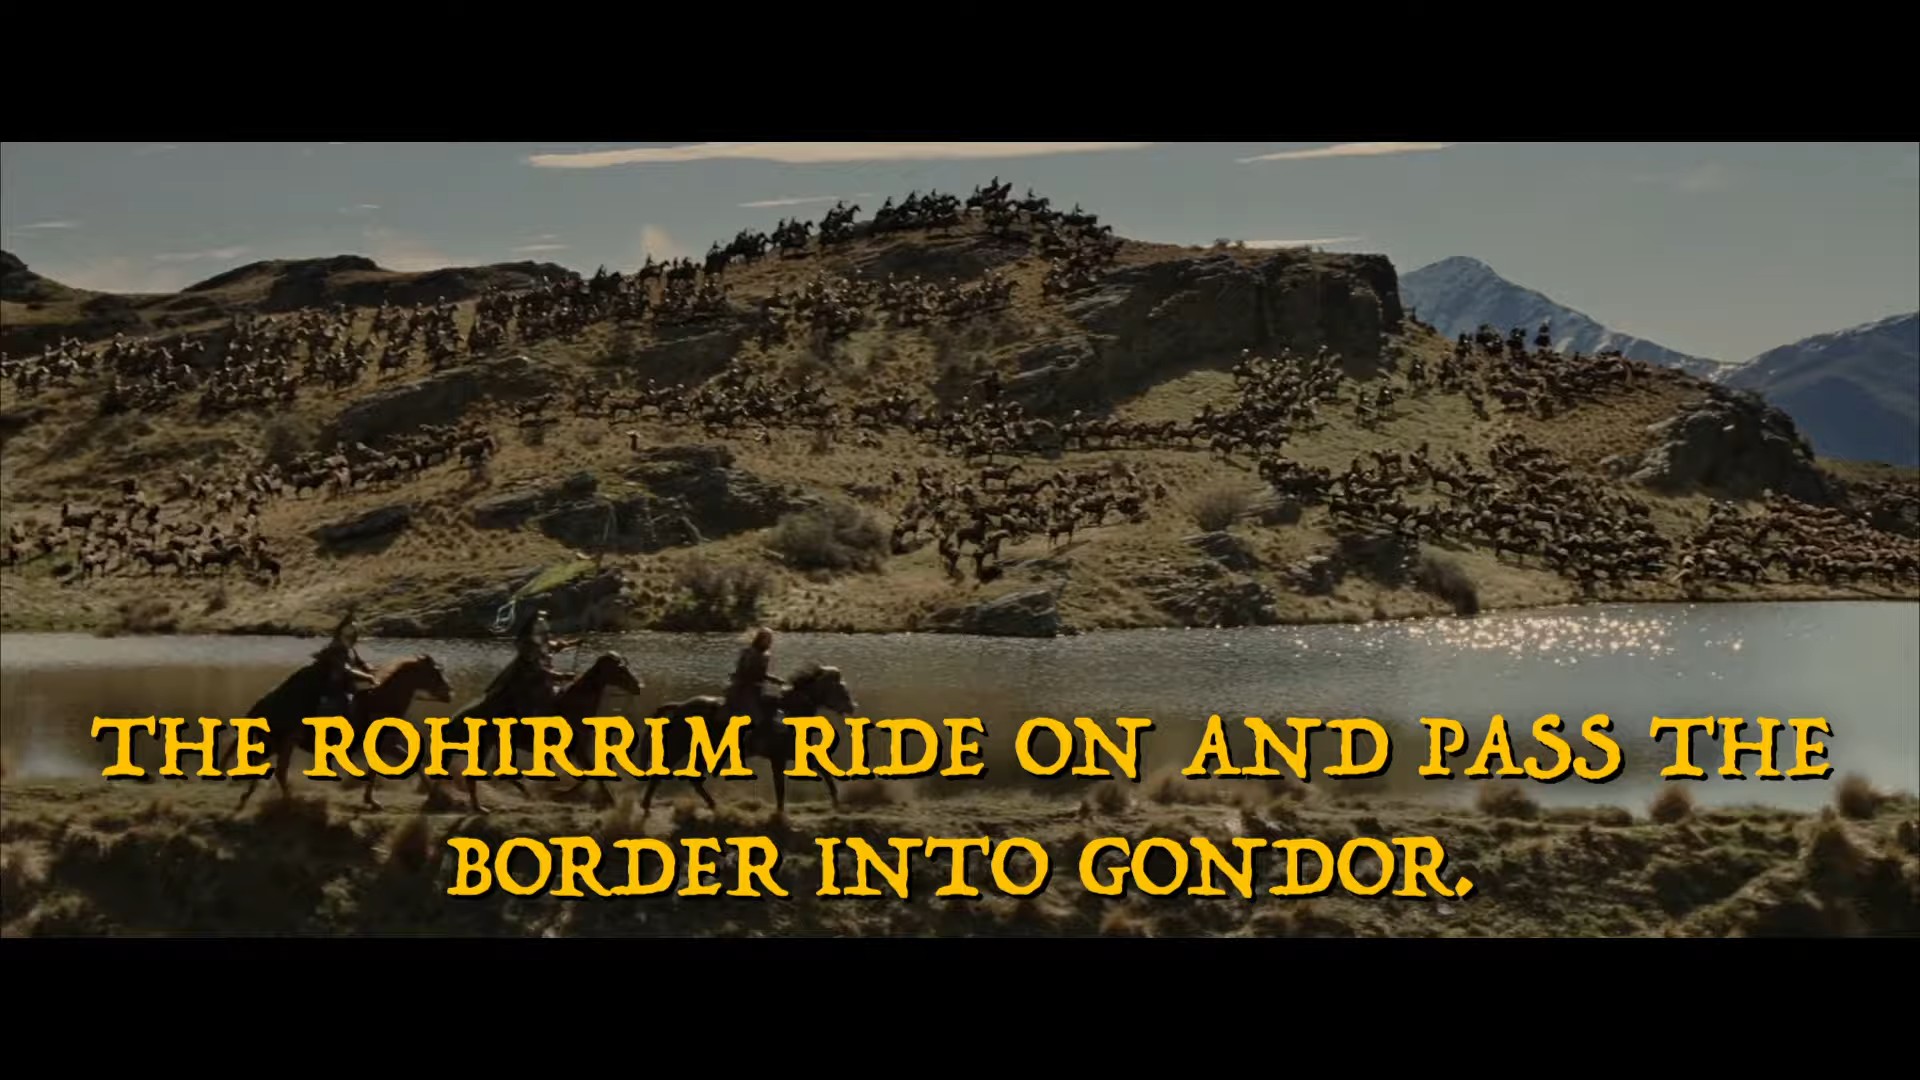 THE ROHIRRIM RIDE ON AND PASS THE
BORDER INTO GONDOR.